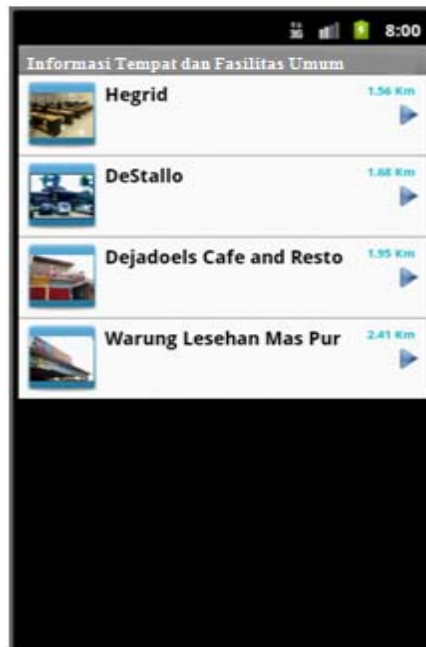 3G 8:00
Informasi Tempat dan Fasilitas Umum
Hegrid 1.56 Km
DeStallo 1.68 Km
Dejadoels Cafe and Resto 1.95 Km
Warung Lesehan Mas Pur 2.41 Km